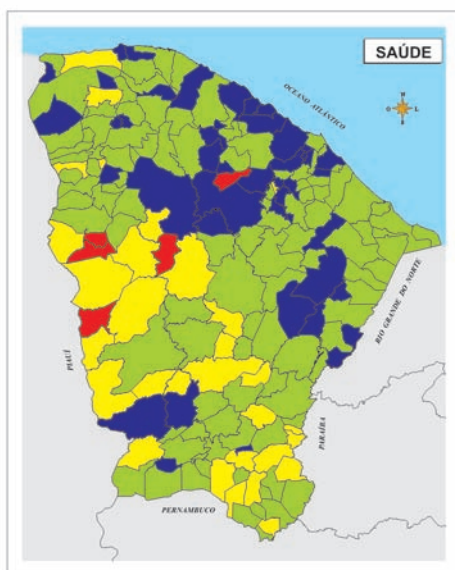 SAÚDE
OCEANO ATLÂNTICO
N
O L
S
RIO GRANDE DO NORTE
PIAUÍ
PARAÍBA
PERNAMBUCO